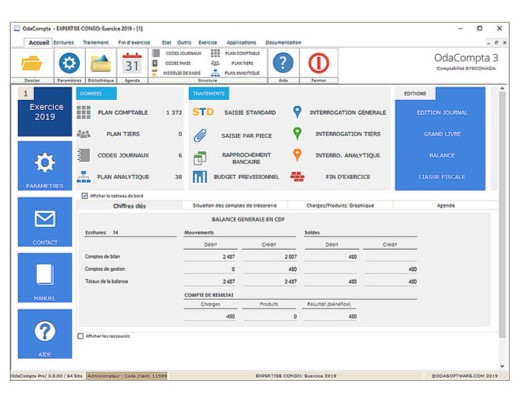 OdaCompta - EXPERTISE CONGO: Exercice 2019 - [1]
Accueil Ecritures Traitement Fin d'exercice Etat Outils Exercice Applications Documentation
Dossier
Paramètres
Bibliothèque
31
Agenda
CODES JOURNAUX
PLAN COMPTABLE
CODES TAXES
PLAN TIERS
MODELES DE SAISIE
PLAN ANALYTIQUE
Structure
Aide
Fermer
OdaCompta 3
Comptabilité SYSCOHADA
1
Exercice
2019
PARAMETRES
CONTACT
MANUEL
AIDE
DONNÉES
PLAN COMPTABLE 1 373
PLAN TIERS 0
CODES JOURNAUX 6
PLAN ANALYTIQUE 38
TRAITEMENTS
STD SAISIE STANDARD
SAISIE PAR PIECE
RAPPROCHEMENT
BANCAIRE
BUDGET PREVISIONNEL
INTERROGATION GENERALE
INTERROGATION TIERS
INTERRO. ANALYTIQUE
FIN D'EXERCICE
EDITIONS
EDITION JOURNAL
GRAND LIVRE
BALANCE
LIASSE FISCALE
Afficher le tableau de bord
Chiffres clés
Situation des comptes de trésorerie
Charges/Produits: Graphique
Agenda
BALANCE GENERALE EN CDF
Ecritures: 14
Mouvements
Soldes
Débit Crédit Débit Crédit
Comptes de bilan 2 487 2 007 480
Comptes de gestion 0 480 480
Totaux de la balance 2 487 2 487 480 480
COMPTE DE RESULTAT
Charges Produits Résultat (bénéfice)
480 0 480
Afficher les raccourcis
OdaCompta Pro/ 3.0.00 / 64 bits
Administrateur - Code client: 11599
EXPERTISE CONGO: Exercice 2019
©ODASOFTWARE.COM 2019